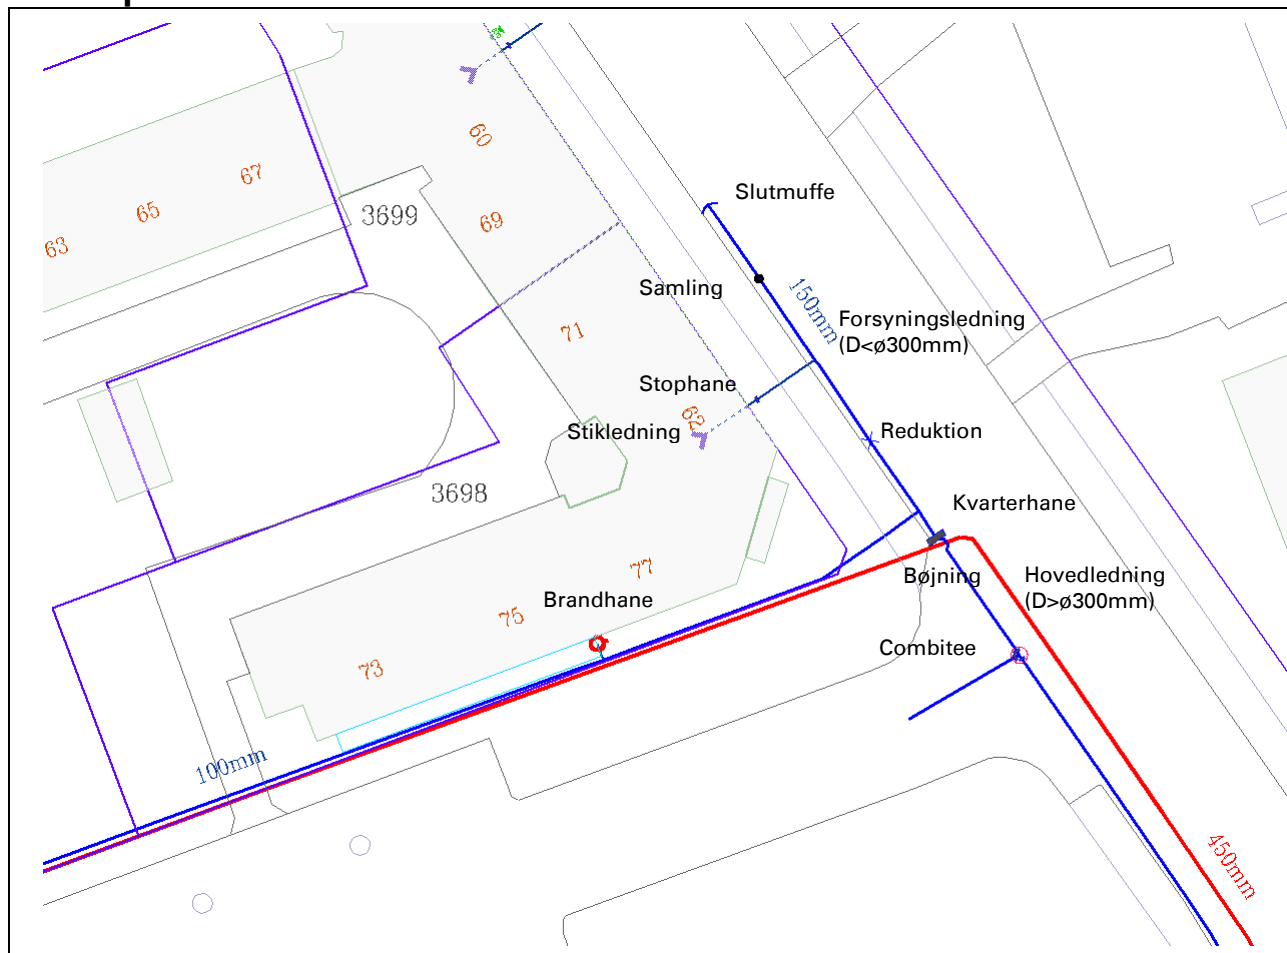 60
67
65
63
3699
69
Slutmuffe
Samling
150mm
Forsyningsledning
(D<ø300mm)
71
Stophane
62
Stikledning
Reduktion
3698
Kvarterhane
77
Bøjning
Hovedledning
(D>ø300mm)
Brandhane
75
Combitee
73
100mm
450mm